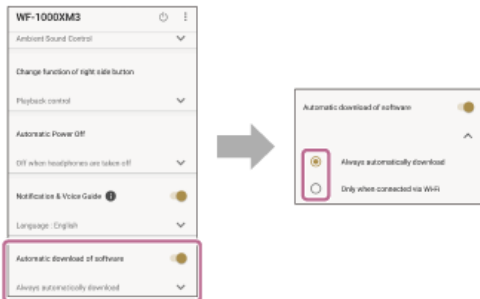 WF-1000XM3
Ambient Sound Control
Change function of right side button
Playback control
Automatic Power Off
Off when headphones are taken off
Notification & Voice Guide
Language : English
Automatic download of software
Always automatically download
Automatic download of software
Always automatically download
Only when connected via Wi-Fi